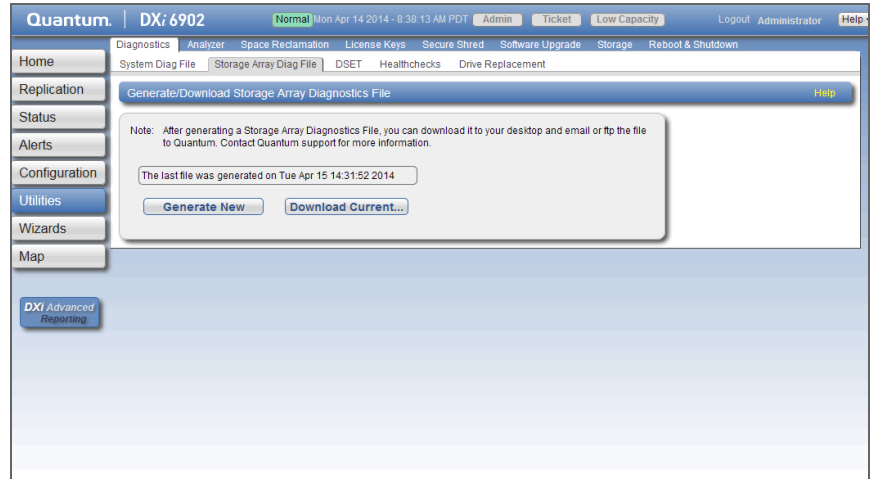 Quantum. DXi 6902 Normal Mon Apr 14 2014 - 8:38:13 AM PDT Admin Ticket Low Capacity Logout Administrator Help
Diagnostics Analyzer Space Reclamation License Keys Secure Shred Software Upgrade Storage Reboot & Shutdown
System Diag File Storage Array Diag File DSET Healthchecks Drive Replacement
Home
Replication
Status
Alerts
Configuration
Utilities
Wizards
Map
DXi Advanced
Reporting
Generate/Download Storage Array Diagnostics File Help
Note: After generating a Storage Array Diagnostics File, you can download it to your desktop and email or ftp the file
to Quantum. Contact Quantum support for more information.
The last file was generated on Tue Apr 15 14:31:52 2014
Generate New Download Current...